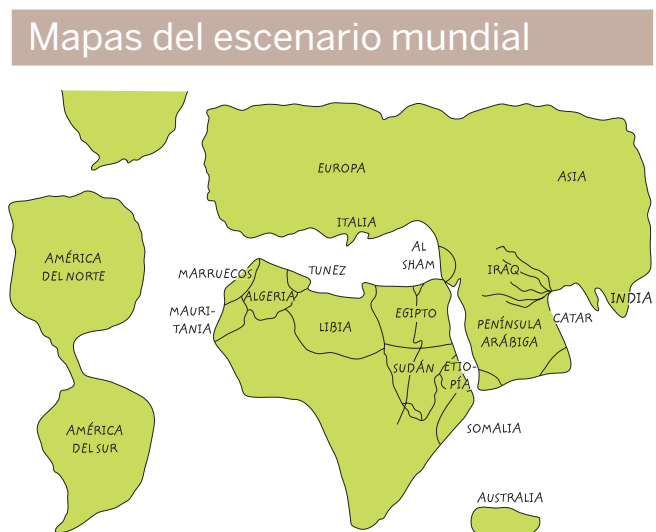 Mapas del escenario mundial
EUROPA
ASIA
ITALIA
AMÉRICA
DEL NORTE
AL
SHAM
MARRUECOS
TUNEZ
IRÀQ
ALGERIA
INDIA
MAURI-
TANIA
LIBIA
EGIPTO
PENÍNSULA
ARÁBIGA
CATAR
SUDÁN
ETIO-
PÍA
AMÉRICA
DEL SUR
SOMALIA
AUSTRALIA